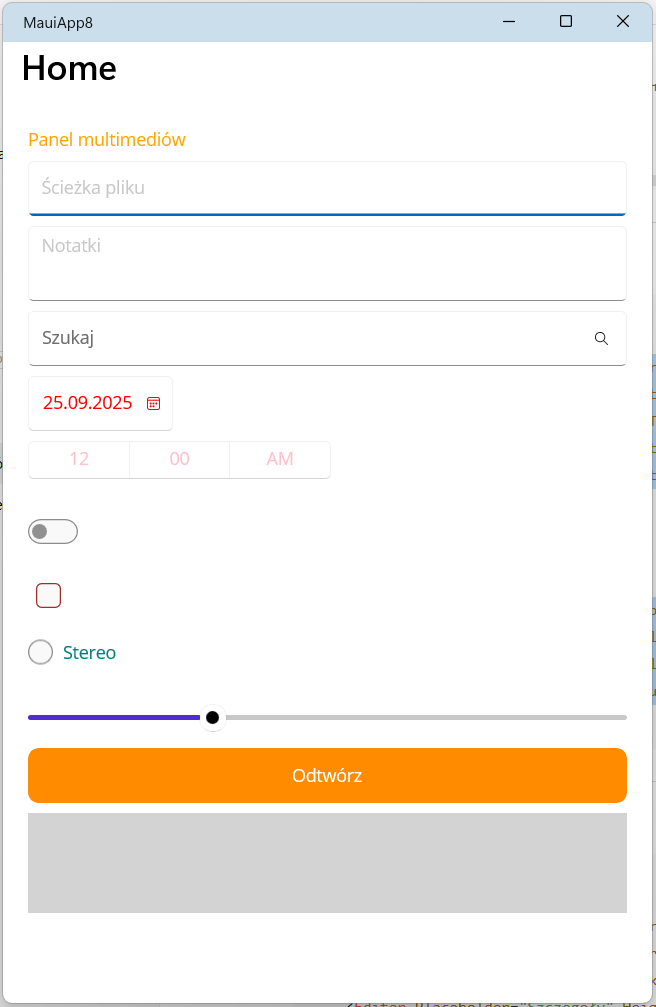 MauiApp8
Home
Panel multimediów
Ścieżka pliku
Notatki
Szukaj
25.09.2025
12 00 AM
Stereo
Odtwórz